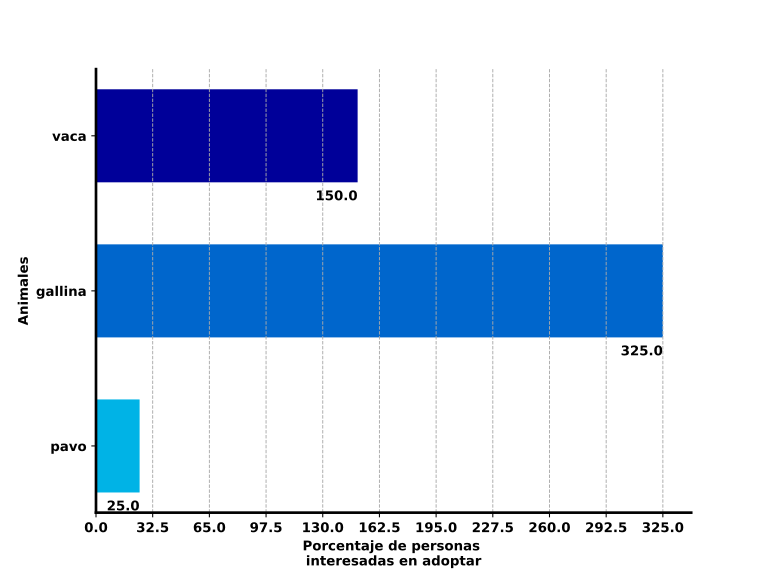 vaca
150.0
gallina
325.0
pavo
25.0
Animales
0.0 32.5 65.0 97.5 130.0 162.5 195.0 227.5 260.0 292.5 325.0
Porcentaje de personas
interesadas en adoptar